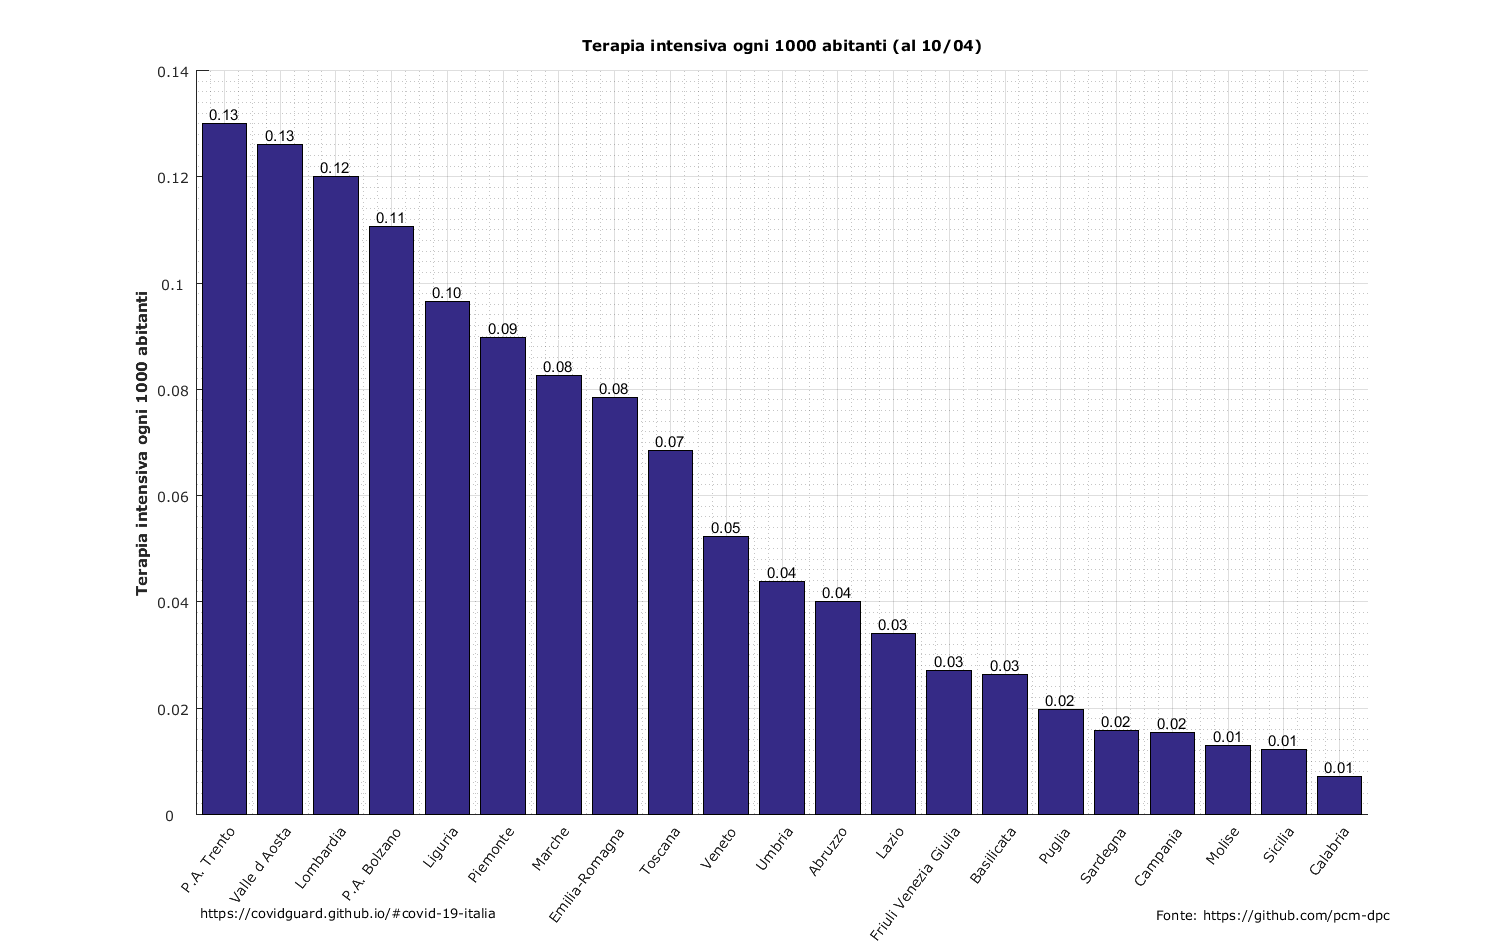 Terapia intensiva ogni 1000 abitanti (al 10/04)
Terapia intensiva ogni 1000 abitanti
0.14
0.12
0.1
0.08
0.06
0.04
0.02
0
0.13
0.13
0.12
0.11
0.10
0.09
0.08
0.08
0.07
0.05
0.04
0.04
0.03
0.03
0.03
0.02
0.02
0.02
0.01
0.01
0.01
P.A. Trento
Valle d Aosta
Lombardia
P.A. Bolzano
Liguria
Piemonte
Marche
Emilia-Romagna
Toscana
Veneto
Umbria
Abruzzo
Lazio
Friuli Venezia Giulia
Basilicata
Puglia
Sardegna
Campania
Molise
Sicilia
Calabria
https://covidguard.github.io/#covid-19-italia
Fonte: https://github.com/pcm-dpc